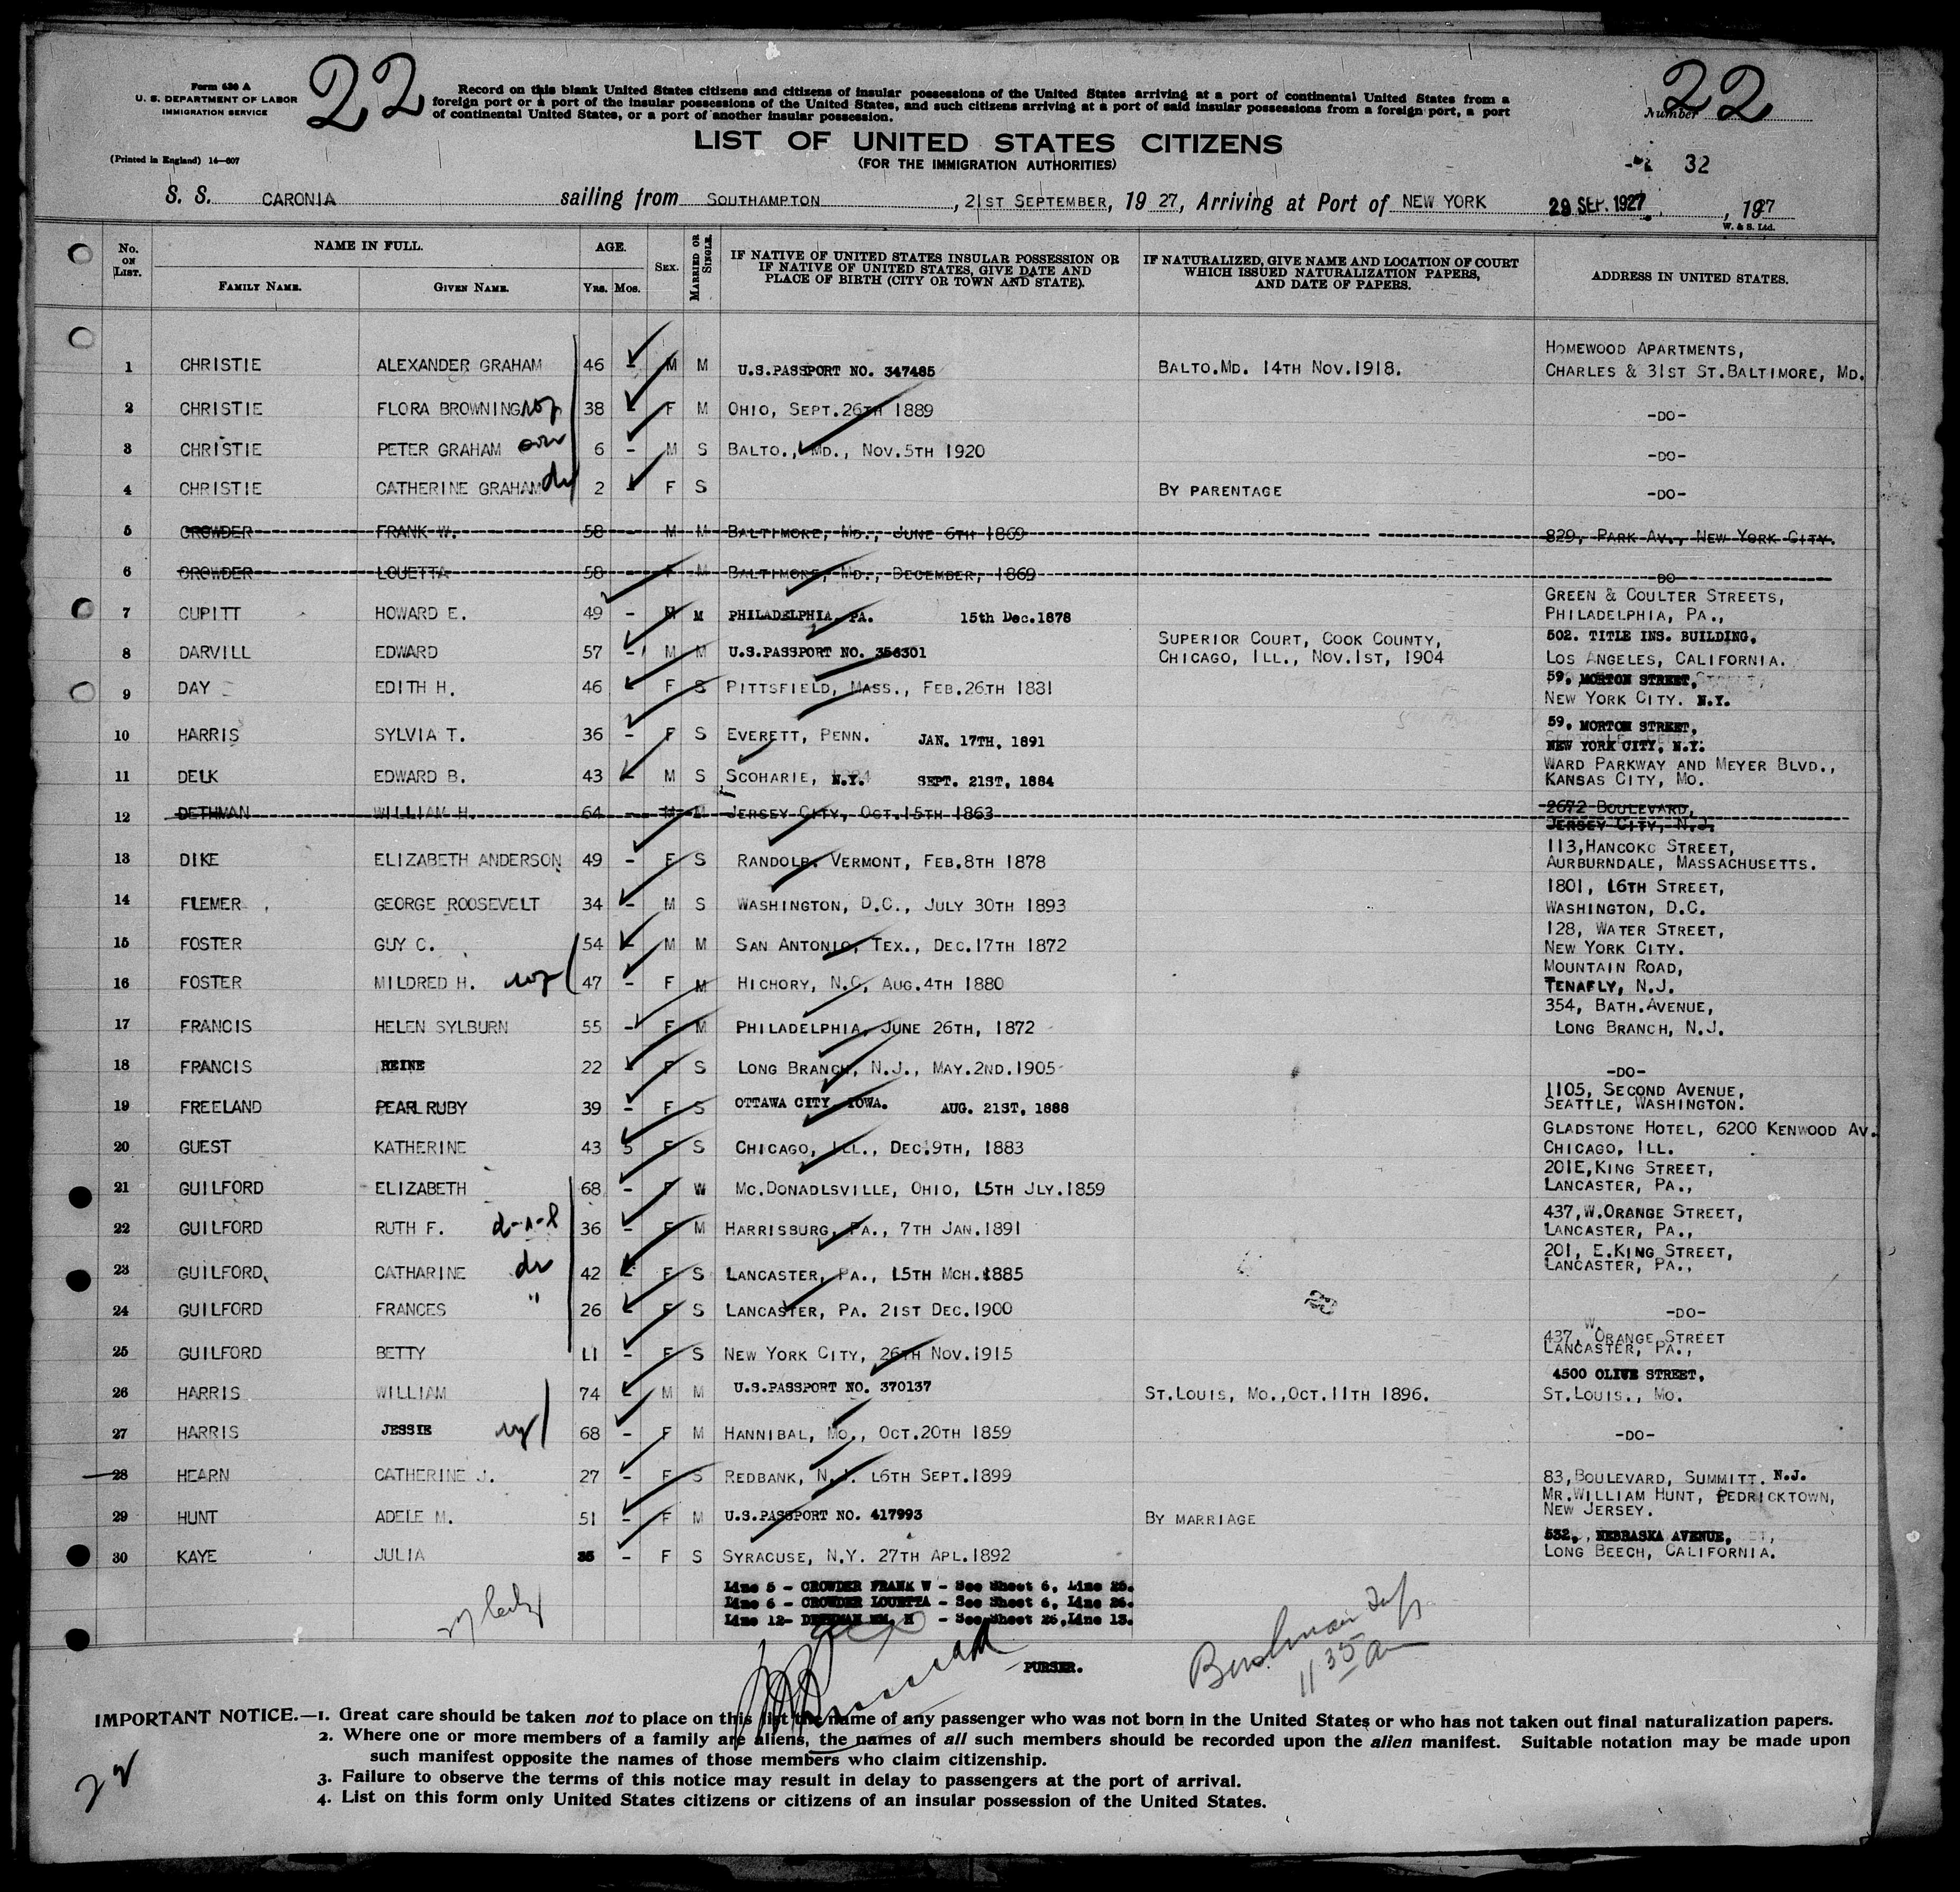 22
22
Form 630 A
U. S. DEPARTMENT OF LABOR
IMMIGRATION SERVICE
(Printed in England) 14—607
Record on this blank United States citizens and citizens of insular possessions of the United States arriving at a port of continental United States from a
foreign port or a port of the insular possessions of the United States, and such citizens arriving at a port of said insular possessions from a foreign port, a port
of continental United States, or a port of another insular possession.
Number
LIST OF UNITED STATES CITIZENS
(FOR THE IMMIGRATION AUTHORITIES)
32
S. S. CARONIA sailing from SOUTHAMPTON, 21ST SEPTEMBER, 1927, Arriving at Port of NEW YORK 29 SEP. 1927, 1927
W. & S. Ltd.
No. ON LIST. NAME IN FULL. FAMILY NAME. GIVEN NAME. AGE. YRS. MOS. SEX. MARRIED OR SINGLE. IF NATIVE OF UNITED STATES INSULAR POSSESSION OR IF NATIVE OF UNITED STATES, GIVE DATE AND PLACE OF BIRTH (CITY OR TOWN AND STATE). IF NATURALIZED, GIVE NAME AND LOCATION OF COURT WHICH ISSUED NATURALIZATION PAPERS, AND DATE OF PAPERS. ADDRESS IN UNITED STATES.
1 CHRISTIE ALEXANDER GRAHAM 46 - M M U.S.PASSPORT NO. 347485 BALTO.MD. 14TH NOV.1918. HOMEWOOD APARTMENTS, CHARLES & 31ST ST.BALTIMORE, MD.
2 CHRISTIE FLORA BROWNING 38 - F M OHIO, SEPT.26TH 1889 -DO-
3 CHRISTIE PETER GRAHAM 6 - M S BALTO., MD., NOV.5TH 1920 -DO-
4 CHRISTIE CATHERINE GRAHAM 2 - F S BY PARENTAGE -DO-
5 CROWDER FRANK W. 58 - M M BALTIMORE, MD., JUNE 6TH 1869 829, PARK AV., NEW YORK CITY.
6 CROWDER LOUETTA 58 - F M BALTIMORE, MD., DECEMBER, 1869 DO
7 CUPITT HOWARD E. 49 - M M PHILADELPHIA, PA. 15th Dec.1878 GREEN & COULTER STREETS, PHILADELPHIA, PA.,
8 DARVILL EDWARD 57 - M M U.S.PASSPORT NO. 356301 SUPERIOR COURT, COOK COUNTY, CHICAGO, ILL., NOV.1ST, 1904 502. TITLE INS. BUILDING, LOS ANGELES, CALIFORNIA.
9 DAY EDITH H. 46 F S PITTSFIELD, MASS., FEB.26TH 1881 59, MORTON STREET, NEW YORK CITY. N.Y.
10 HARRIS SYLVIA T. 36 - F S EVERETT, PENN. JAN. 17TH, 1891 59, MORTON STREET, NEW YORK CITY, N.Y.
11 DELK EDWARD B. 43 - M S SCOHARIE, N.Y. SEPT. 21ST, 1884 WARD PARKWAY AND MEYER BLVD., KANSAS CITY, MO.
12 DETHMAN WILLIAM H. 64 - M M JERSEY CITY, OCT.15TH 1863 2672 BOULEVARD, JERSEY CITY, N.J.
13 DIKE ELIZABETH ANDERSON 49 - F S RANDOLB. VERMONT, FEB.8TH 1878 113,HANCOKC STREET, AURBURNDALE, MASSACHUSETTS.
14 FLEMER GEORGE ROOSEVELT 34 - M S WASHINGTON, D.C., JULY 30TH 1893 1801, 16TH STREET, WASHINGTON, D.C.
15 FOSTER GUY C. 54 - M M SAN ANTONIO, TEX., DEC.17TH 1872 128, WATER STREET, NEW YORK CITY.
16 FOSTER MILDRED H. 47 - F M HICHORY, N.C, AUG.4TH 1880 MOUNTAIN ROAD, TENAFLY, N.J.
17 FRANCIS HELEN SYLBURN 55 - F M PHILADELPHIA, JUNE 26TH, 1872 354, BATH.AVENUE, LONG BRANCH, N.J.
18 FRANCIS REINE 22 - F S LONG BRANCH, N.J., MAY.2ND.1905 -DO-
19 FREELAND PEARL RUBY 39 - F S OTTAWA CITY, IOWA. AUG. 21ST, 1888 1105, SECOND AVENUE, SEATTLE, WASHINGTON.
20 GUEST KATHERINE 43 5 F S CHICAGO, ILL., DEC.9TH, 1883 GLADSTONE HOTEL, 6200 KENWOOD AV. CHICAGO, ILL.
21 GUILFORD ELIZABETH 68 - F W MC.DONADLSVILLE, OHIO, 15TH JLY.1859 201E,KING STREET, LANCASTER, PA.,
22 GUILFORD RUTH F. d-i-l 36 - F M HARRISBURG, PA., 7TH JAN.1891 437,W.ORANGE STREET, LANCASTER, PA.,
23 GUILFORD, CATHARINE 42 - F S LANCASTER, PA., 15TH MCH.1885 201, E.KING STREET, LANCASTER, PA.,
24 GUILFORD FRANCES " 26 - F S LANCASTER, PA. 21ST DEC.1900 -DO-
25 GUILFORD BETTY 11 - F S NEW YORK CITY, 26TH NOV.1915 437, W. ORANGE STREET LANCASTER, PA.,
26 HARRIS WILLIAM 74 - M M U.S.PASSPORT NO. 370137 ST.LOUIS, MO.,OCT.11TH 1896. 4500 OLIVE STREET, ST.LOUIS., MO.
27 HARRIS JESSIE 68 - F M HANNIBAL, MO., OCT.20TH 1859 -DO-
28 HEARN CATHERINE J. 27 - F S REDBANK, N.J. 16TH SEPT.1899 83,BOULEVARD, SUMMITT. N.J.
29 HUNT ADELE M. 51 - F M U.S.PASSPORT NO. 417993 BY MARRIAGE MR.WILLIAM HUNT, PEDRICKTOWN, NEW JERSEY.
30 KAYE JULIA 35 - F S SYRACUSE, N.Y. 27TH APL.1892 532, NEBRASKA AVENUE, LONG BEECH, CALIFORNIA.
Line 5 - CROWDER FRANK W - See Sheet 6, Line 25.
Line 6 - CROWDER LOUETTA - See Sheet 6, Line 26.
Line 12- DETHMAN WM. H - See Sheet 26, Line 13.
PURSER.
11 35 am
IMPORTANT NOTICE.—1. Great care should be taken not to place on this list the name of any passenger who was not born in the United States or who has not taken out final naturalization papers.
2. Where one or more members of a family are aliens, the names of all such members should be recorded upon the alien manifest. Suitable notation may be made upon
such manifest opposite the names of those members who claim citizenship.
3. Failure to observe the terms of this notice may result in delay to passengers at the port of arrival.
4. List on this form only United States citizens or citizens of an insular possession of the United States.